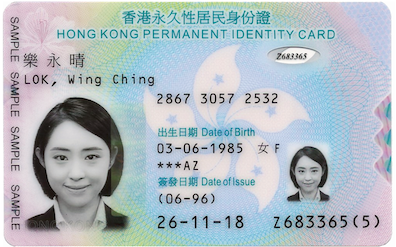 香港永久性居民身份證
HONG KONG PERMANENT IDENTITY CARD
SAMPLE SAMPLE SAMPLE SAMPLE
樂永晴
LOK, Wing Ching
Z683365
2867 3057 2532
出生日期 Date of Birth
03-06-1985 女 F
***AZ
簽發日期 Date of Issue
(06-96)
26-11-18
Z683365(5)